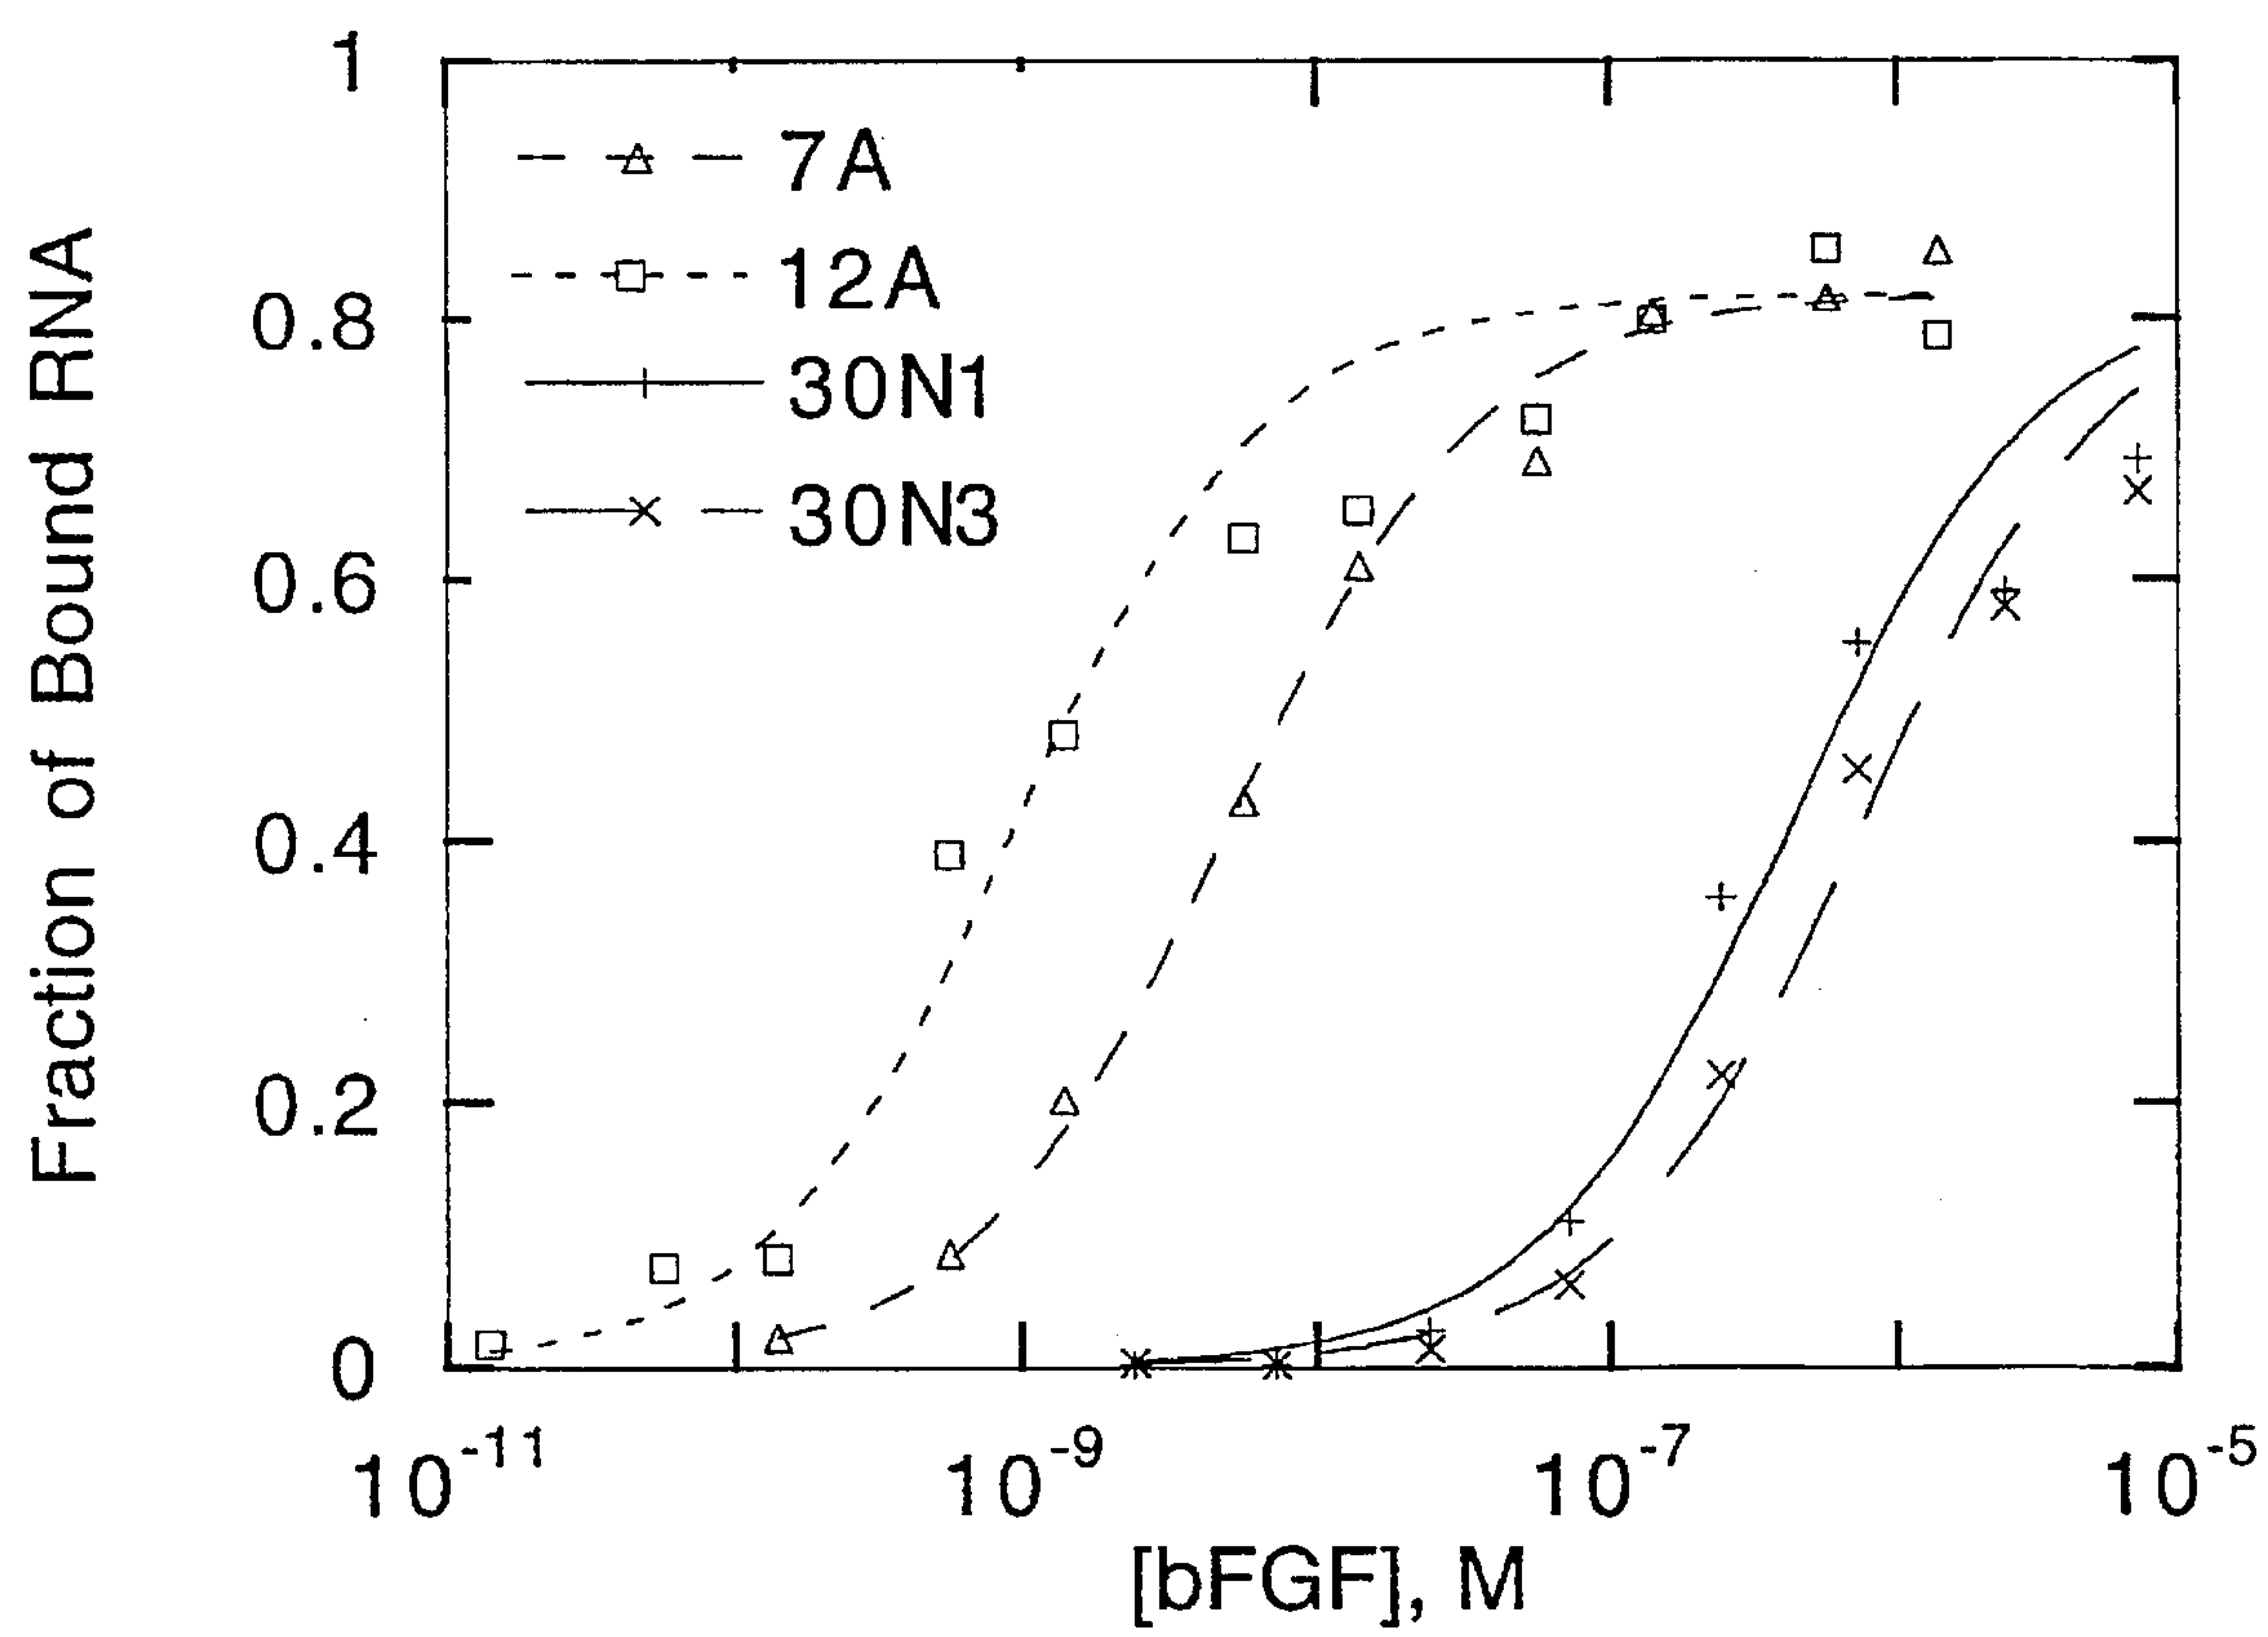 Fraction of Bound RNA
1
0.8
0.6
0.4
0.2
0
7A
12A
30N1
30N3
10^-11
10^-9
10^-7
10^-5
[bFGF], M